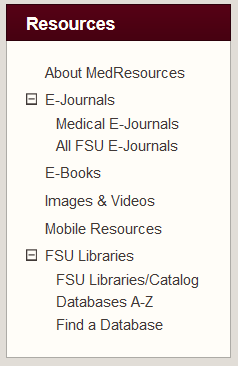 Resources
About MedResources
E-Journals
Medical E-Journals
All FSU E-Journals
E-Books
Images & Videos
Mobile Resources
FSU Libraries
FSU Libraries/Catalog
Databases A-Z
Find a Database